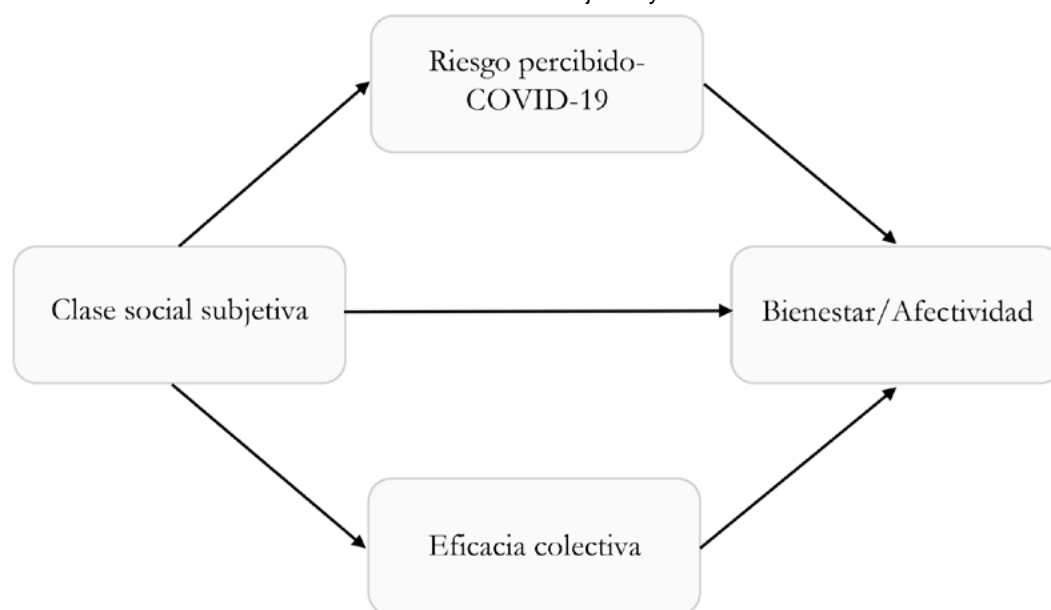 Riesgo percibido-
COVID-19
Clase social subjetiva
Bienestar/Afectividad
Eficacia colectiva